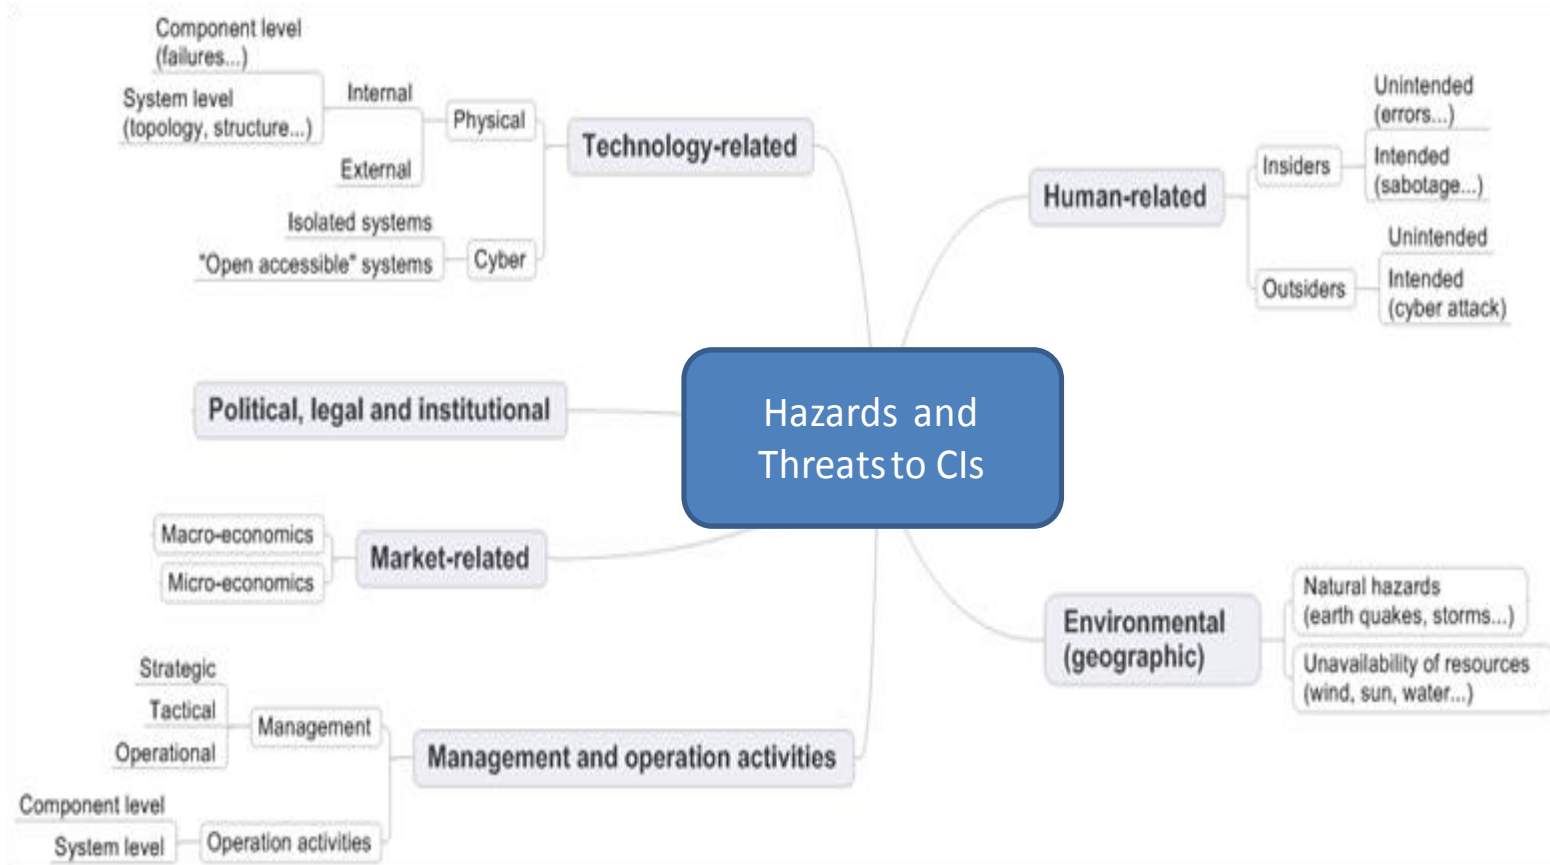 Component level
(failures...)
System level
(topology, structure...)
Internal
External
Physical
Isolated systems
"Open accessible" systems
Cyber
Technology-related
Unintended
(errors...)
Intended
(sabotage...)
Insiders
Human-related
Unintended
Intended
(cyber attack)
Outsiders
Political, legal and institutional
Hazards and
Threats to CIs
Macro-economics
Micro-economics
Market-related
Environmental
(geographic)
Natural hazards
(earth quakes, storms...)
Unavailability of resources
(wind, sun, water...)
Strategic
Tactical
Operational
Management
Management and operation activities
Component level
System level
Operation activities